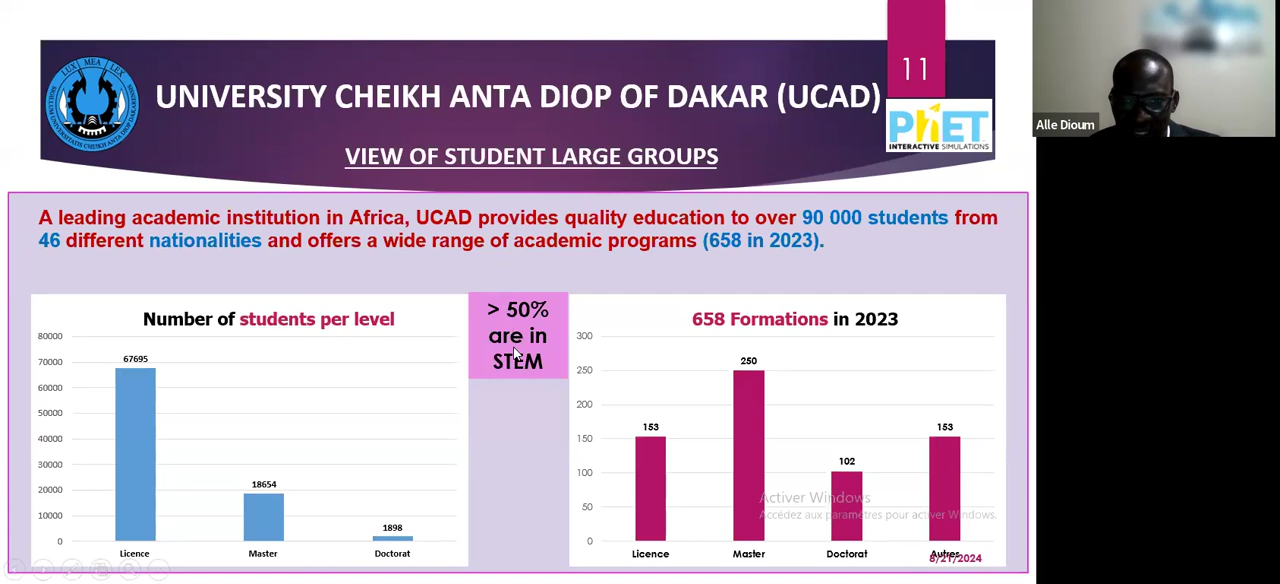 11
UNIVERSITY CHEIKH ANTA DIOP OF DAKAR (UCAD)
VIEW OF STUDENT LARGE GROUPS
LUX MEA LEX
PhET
INTERACTIVE SIMULATIONS
Alle Dioum
A leading academic institution in Africa, UCAD provides quality education to over 90 000 students from
46 different nationalities and offers a wide range of academic programs (658 in 2023).
Number of students per level
80000
70000
60000
50000
40000
30000
20000
10000
0
67695
18654
1898
Licence
Master
Doctorat
> 50%
are in
STEM
658 Formations in 2023
300
250
200
150
100
50
0
153
250
102
153
Licence
Master
Doctorat
Autres
Activer Windows
Accédez aux paramètres pour activer Windows.
8/21/2024